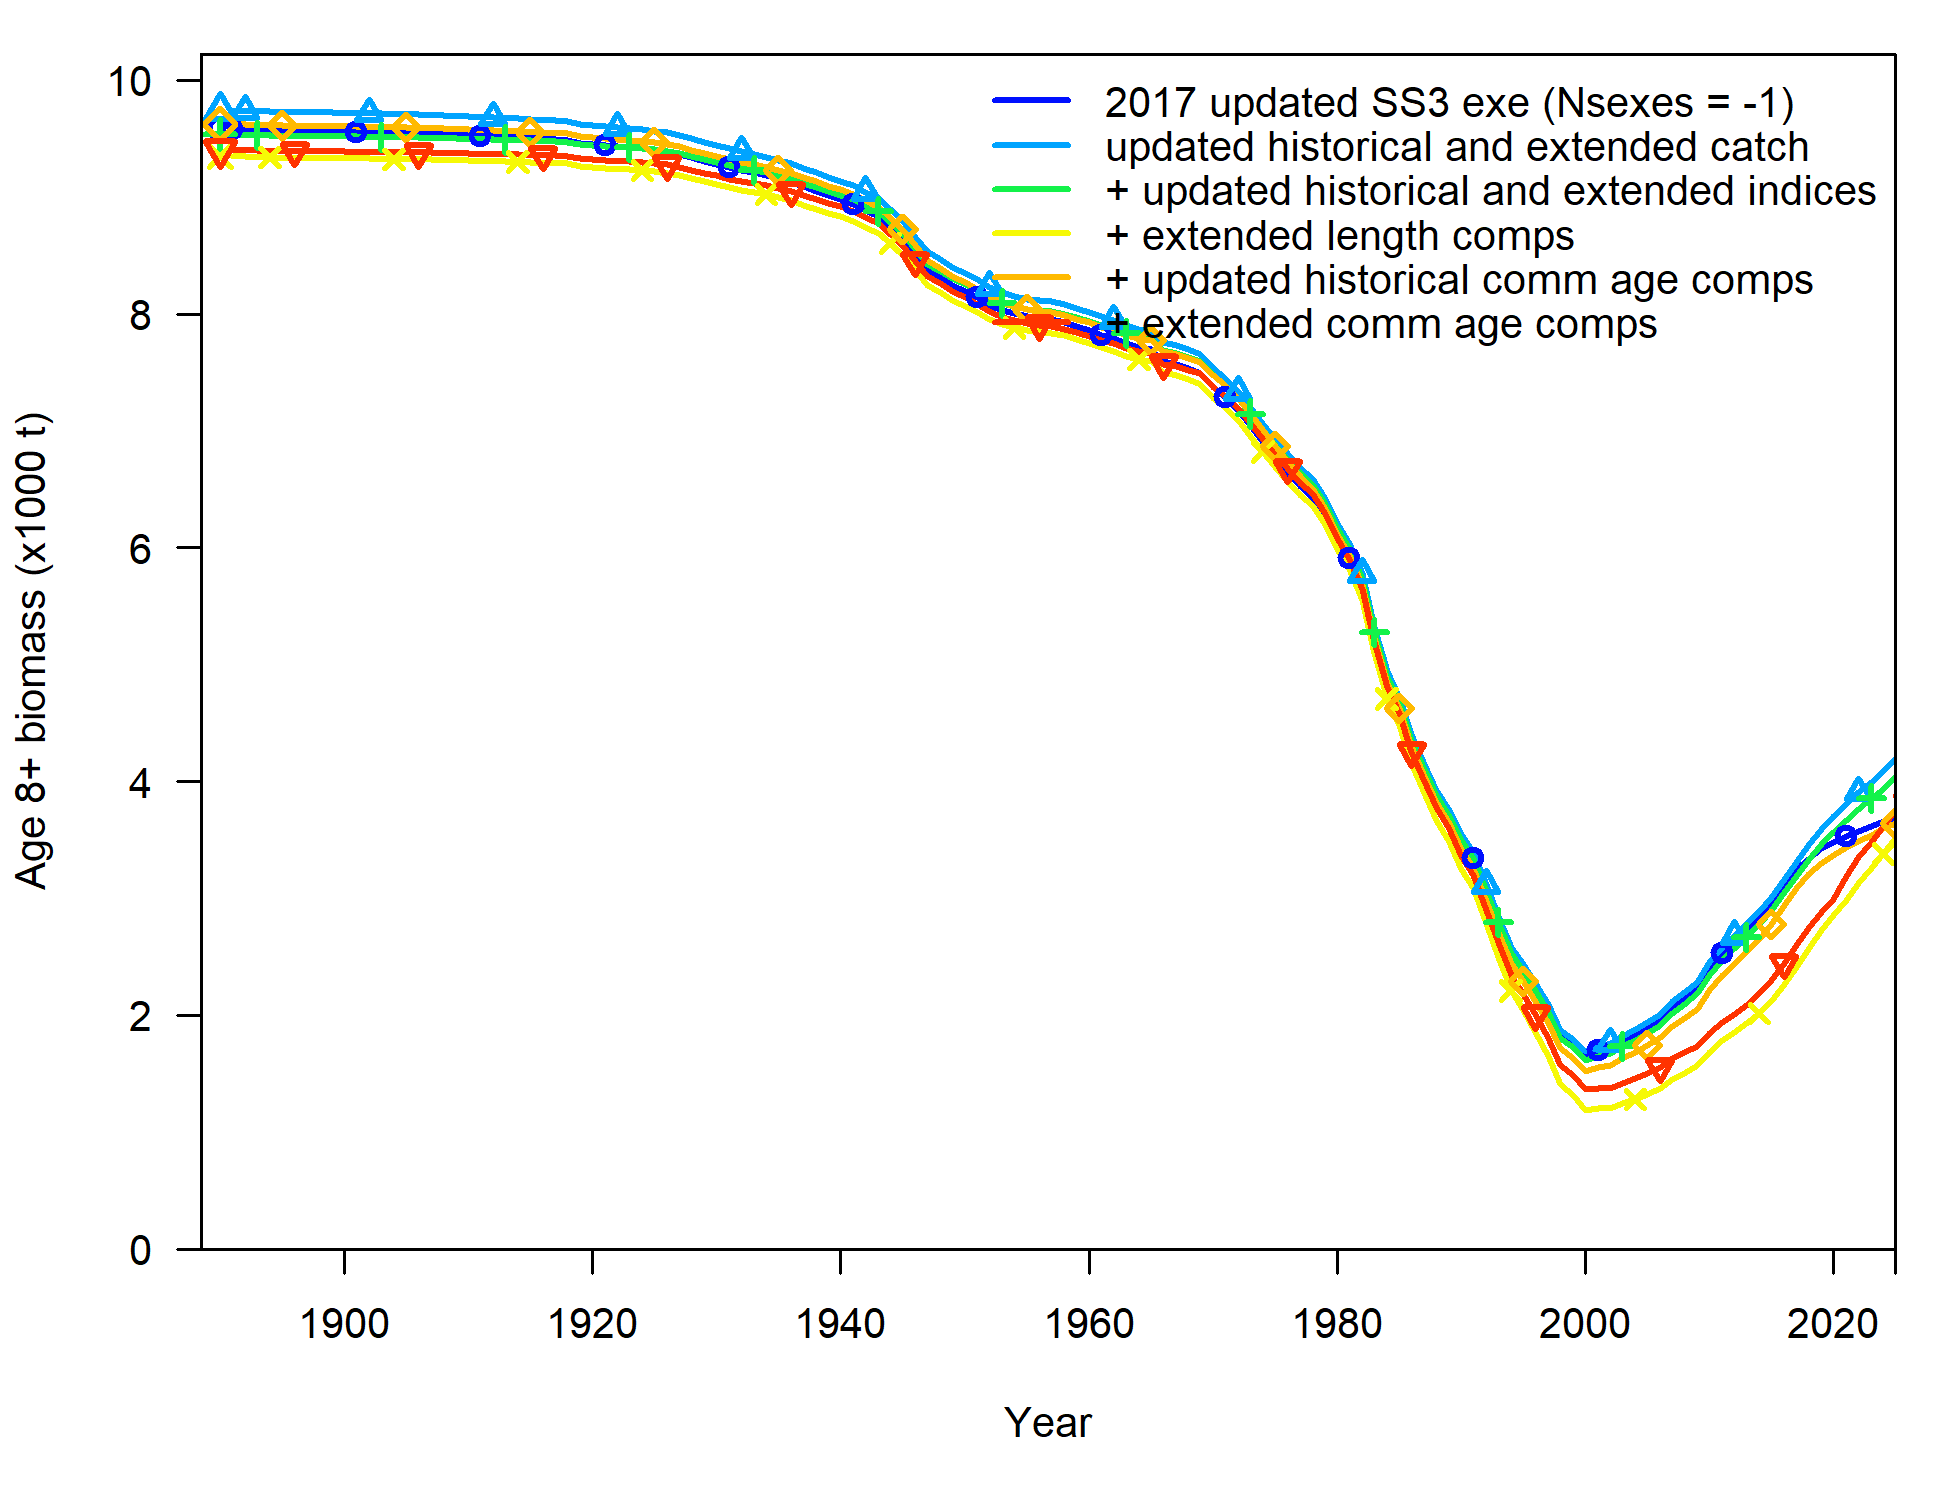 10
8
6
4
2
0
Age 8+ biomass (x1000 t)
2017 updated SS3 exe (Nsexes = -1)
updated historical and extended catch
+ updated historical and extended indices
+ extended length comps
+ updated historical comm age comps
+ extended comm age comps
1900 1920 1940 1960 1980 2000 2020
Year